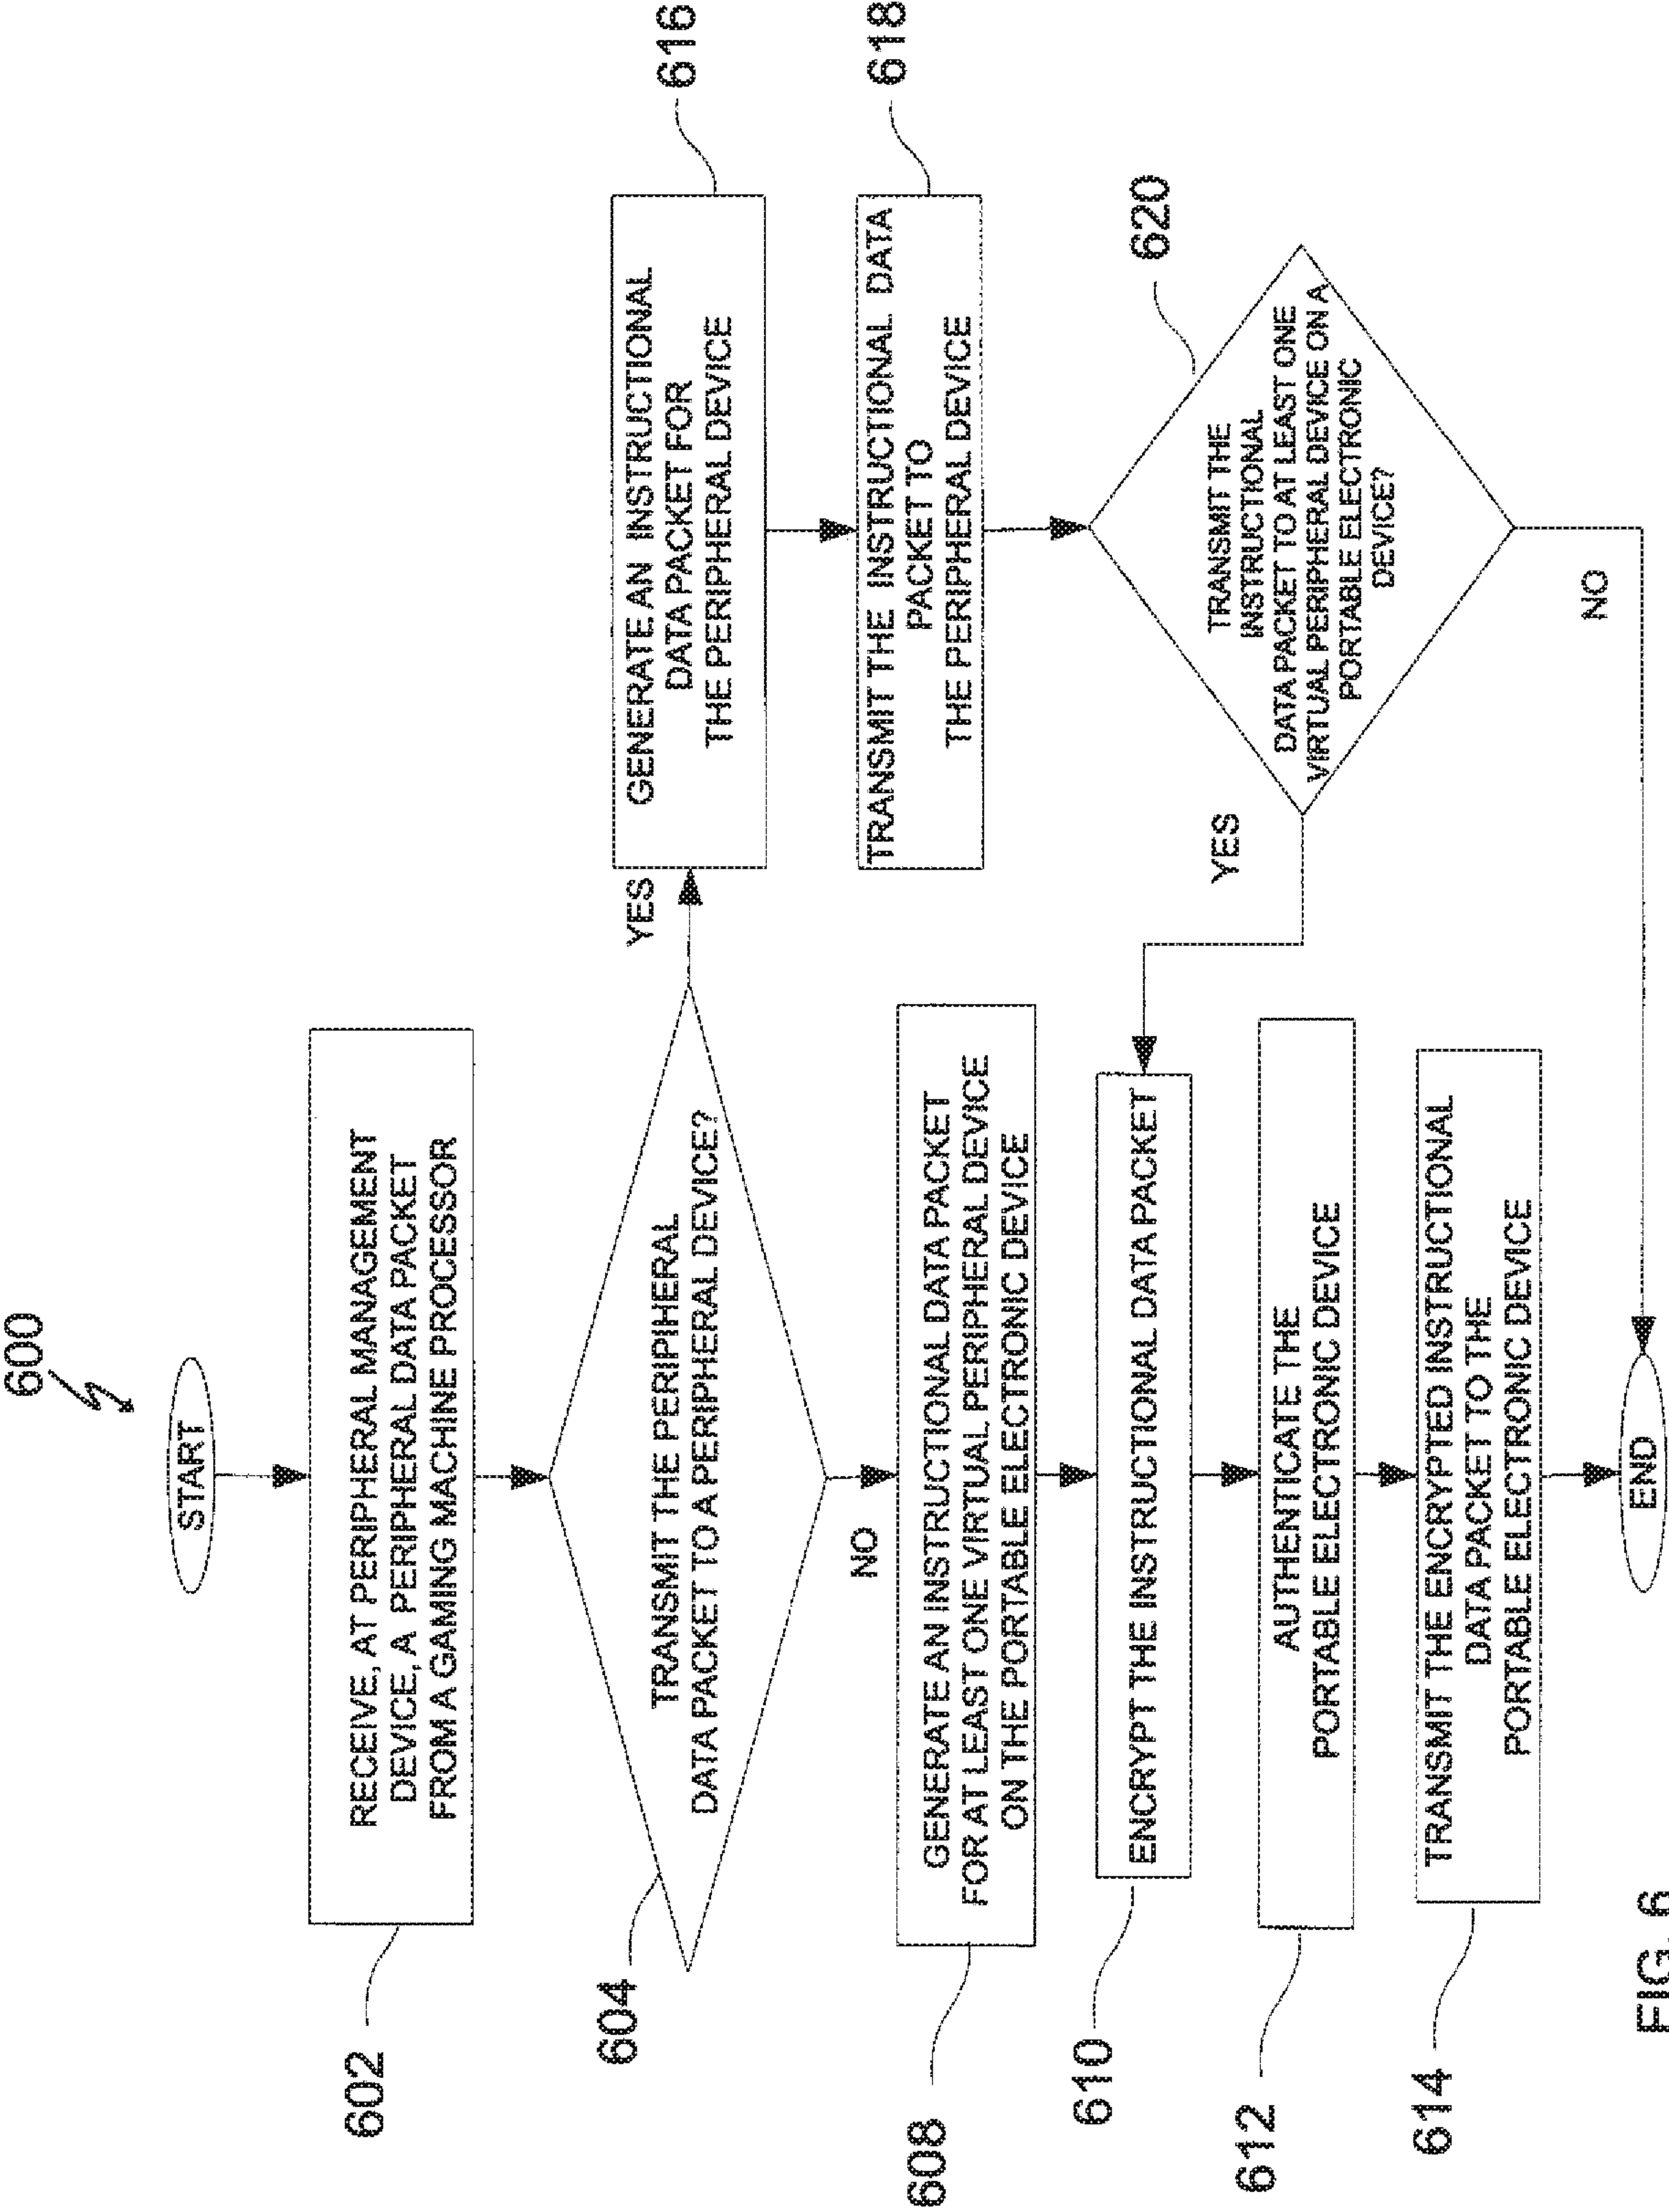 600
START
RECEIVE, AT PERIPHERAL MANAGEMENT
DEVICE, A PERIPHERAL DATA PACKET
FROM A GAMING MACHINE PROCESSOR
602
TRANSMIT THE PERIPHERAL
DATA PACKET TO A PERIPHERAL DEVICE?
604
YES
NO
GENERATE AN INSTRUCTIONAL
DATA PACKET FOR
THE PERIPHERAL DEVICE
616
TRANSMIT THE INSTRUCTIONAL DATA
PACKET TO
THE PERIPHERAL DEVICE
618
TRANSMIT THE
INSTRUCTIONAL
DATA PACKET TO AT LEAST ONE
VIRTUAL PERIPHERAL DEVICE ON A
PORTABLE ELECTRONIC
DEVICE?
620
YES
NO
GENERATE AN INSTRUCTIONAL DATA PACKET
FOR AT LEAST ONE VIRTUAL PERIPHERAL DEVICE
ON THE PORTABLE ELECTRONIC DEVICE
608
ENCRYPT THE INSTRUCTIONAL DATA PACKET
610
AUTHENTICATE THE
PORTABLE ELECTRONIC DEVICE
612
TRANSMIT THE ENCRYPTED INSTRUCTIONAL
DATA PACKET TO THE
PORTABLE ELECTRONIC DEVICE
614
END
FIG. 6